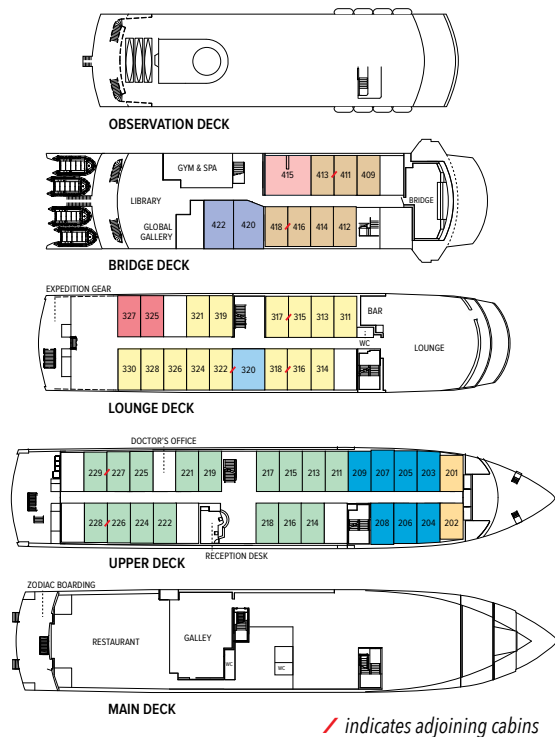 OBSERVATION DECK
GYM & SPA
415 413 411 409
LIBRARY
BRIDGE
GLOBAL
GALLERY
422 420 418 416 414 412
BRIDGE DECK
EXPEDITION GEAR
327 325 321 319 317 315 313 311
BAR
WC
LOUNGE
330 328 326 324 322 320 318 316 314
LOUNGE DECK
DOCTOR'S OFFICE
229 227 225 221 219 217 215 213 211 209 207 205 203 201
228 226 224 222 218 216 214 208 206 204 202
RECEPTION DESK
UPPER DECK
ZODIAC BOARDING
RESTAURANT
GALLEY
WC
WC
MAIN DECK
indicates adjoining cabins